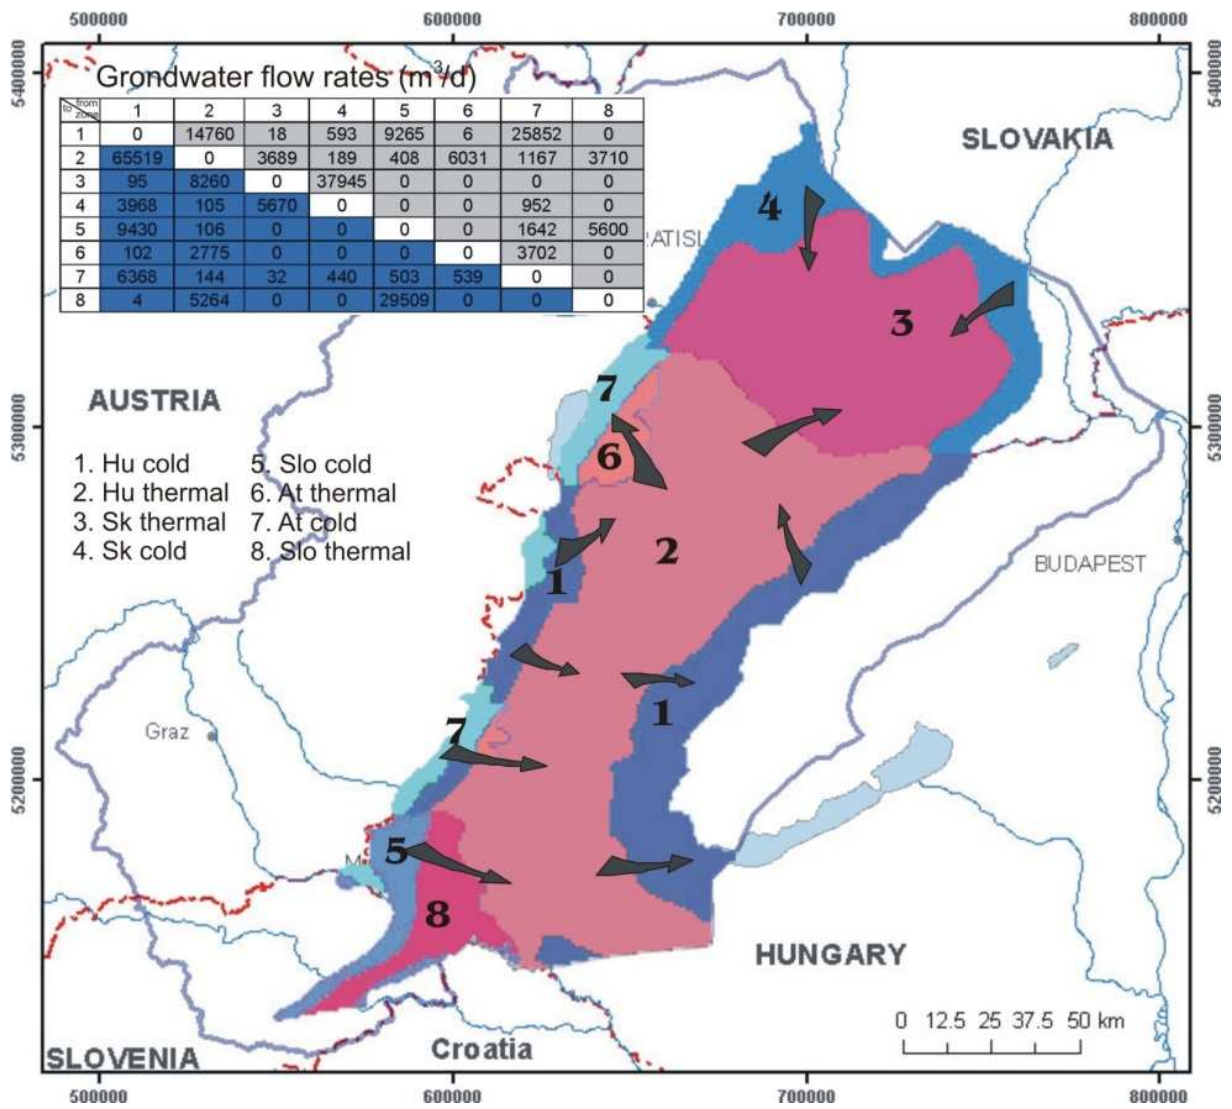 500000 600000 700000 800000
5400000 5400000
Grondwater flow rates (m³/d)
to from zone 1 2 3 4 5 6 7 8
1 0 14760 18 593 9265 6 25852 0
2 65519 0 3689 189 408 6031 1167 3710
3 95 8260 0 37945 0 0 0 0
4 3968 105 5670 0 0 0 952 0
5 9430 106 0 0 0 0 1642 5600
6 102 2775 0 0 0 0 3702 0
7 6368 144 32 440 503 539 0 0
8 4 5264 0 0 29509 0 0 0
SLOVAKIA
4
RATISL
3
AUSTRIA
7
5300000 5300000
1. Hu cold 5. Slo cold
2. Hu thermal 6. At thermal
3. Sk thermal 7. At cold
4. Sk cold 8. Slo thermal
6
2
1
BUDAPEST
1
7
Graz
5200000 5200000
5
M
8
HUNGARY
0 12.5 25 37.5 50 km
Croatia
SLOVENIA
500000 600000 700000 800000